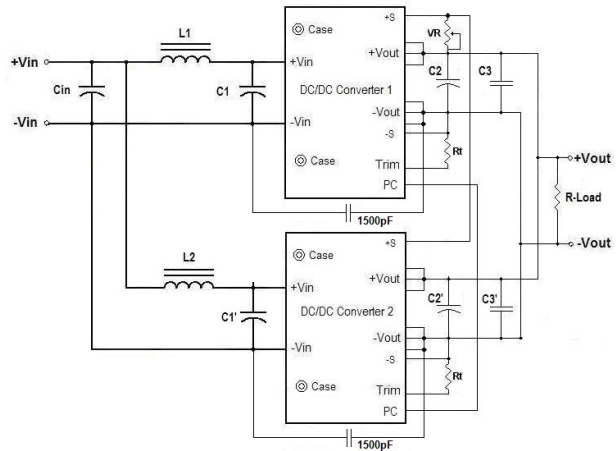 +S
VR
L1
Case
+Vout
+Vin
+Vin
C2
C3
Cin
C1
DC/DC Converter 1
-Vout
-Vin
-Vin
-S
Case
Rt
+Vout
Trim
PC
R-Load
1500pF
+S
-Vout
L2
Case
+Vout
+Vin
C2'
C3'
C1'
DC/DC Converter 2
-Vout
-Vin
-S
Rt
Case
Trim
PC
1500pF